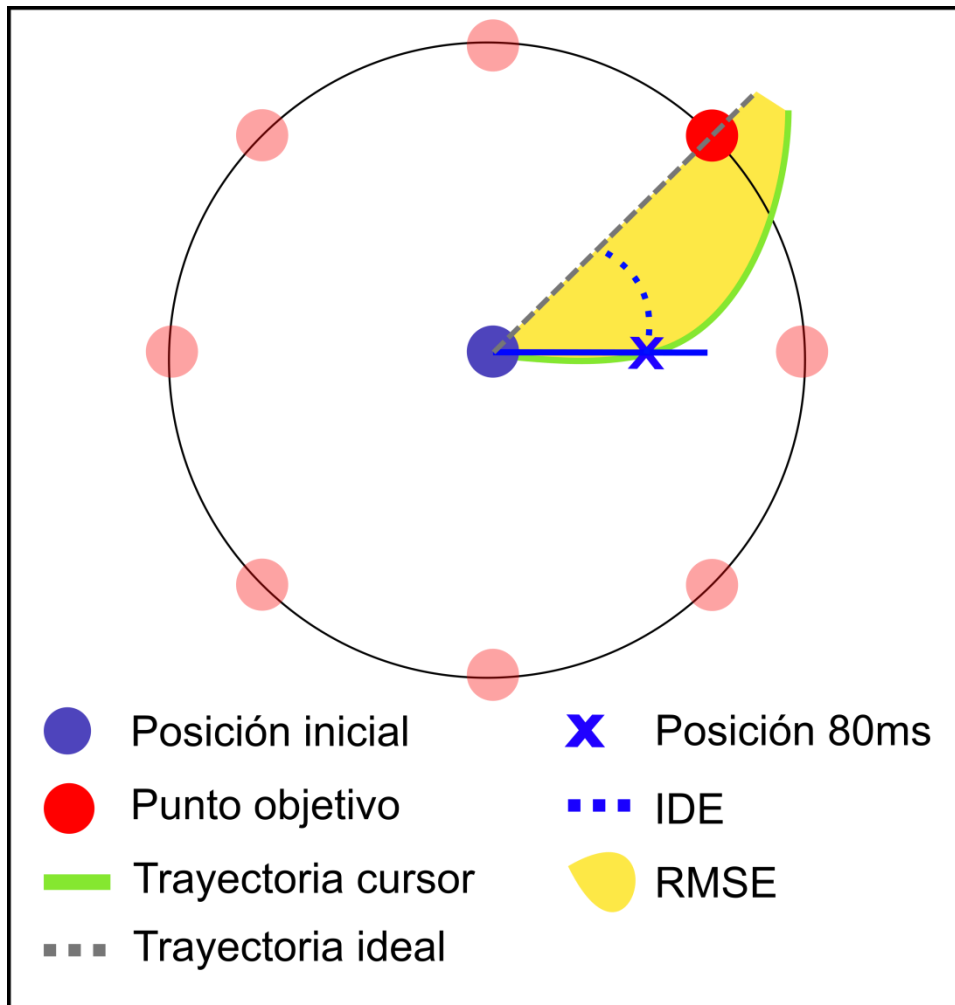 Posición inicial
Punto objetivo
Trayectoria cursor
Trayectoria ideal
Posición 80ms
IDE
RMSE